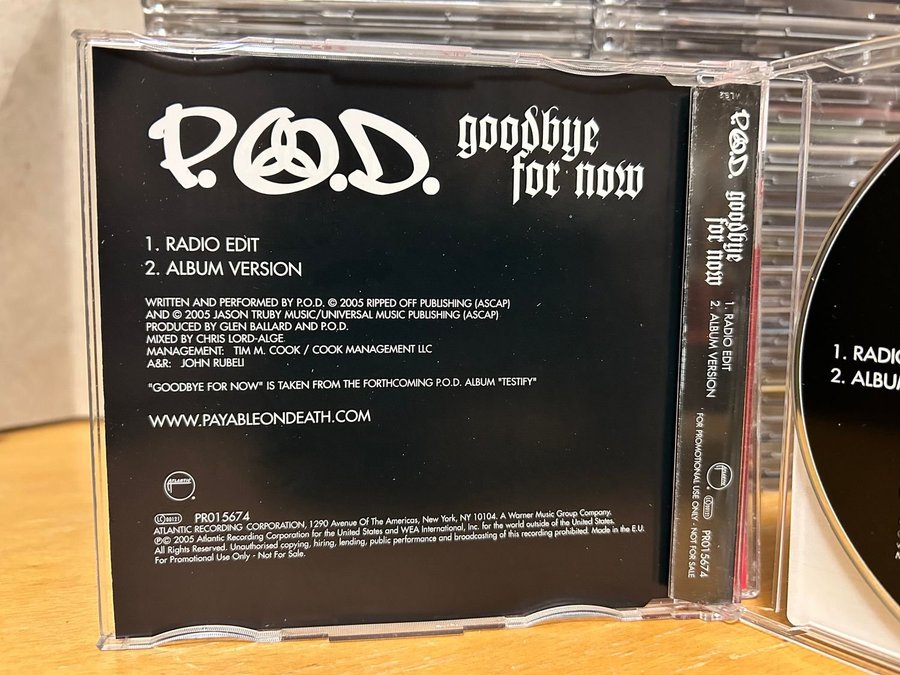 P.O.D.
goodbye
for now
1. RADIO EDIT
2. ALBUM VERSION
WRITTEN AND PERFORMED BY P.O.D. © 2005 RIPPED OFF PUBLISHING (ASCAP)
AND © 2005 JASON TRUBY MUSIC/UNIVERSAL MUSIC PUBLISHING (ASCAP)
PRODUCED BY GLEN BALLARD AND P.O.D.
MIXED BY CHRIS LORD-ALGE
MANAGEMENT: TIM M. COOK / COOK MANAGEMENT LLC
A&R: JOHN RUBELI
"GOODBYE FOR NOW" IS TAKEN FROM THE FORTHCOMING P.O.D. ALBUM "TESTIFY"
WWW.PAYABLEONDEATH.COM
ATLANTIC
LC 00121 PR015674
ATLANTIC RECORDING CORPORATION, 1290 Avenue Of The Americas, New York, NY 10104. A Warner Music Group Company.
℗© 2005 Atlantic Recording Corporation for the United States and WEA International Inc. for the world outside of the United States.
All Rights Reserved. Unauthorised copying, hiring, lending, public performance and broadcasting of this recording prohibited. Made in the E.U.
For Promotional Use Only · Not For Sale.
P.O.D.
goodbye
for now
1. RADIO EDIT
2. ALBUM VERSION
FOR PROMOTIONAL USE ONLY · NOT FOR SALE
PR015674
1. RADIO
2. ALBU